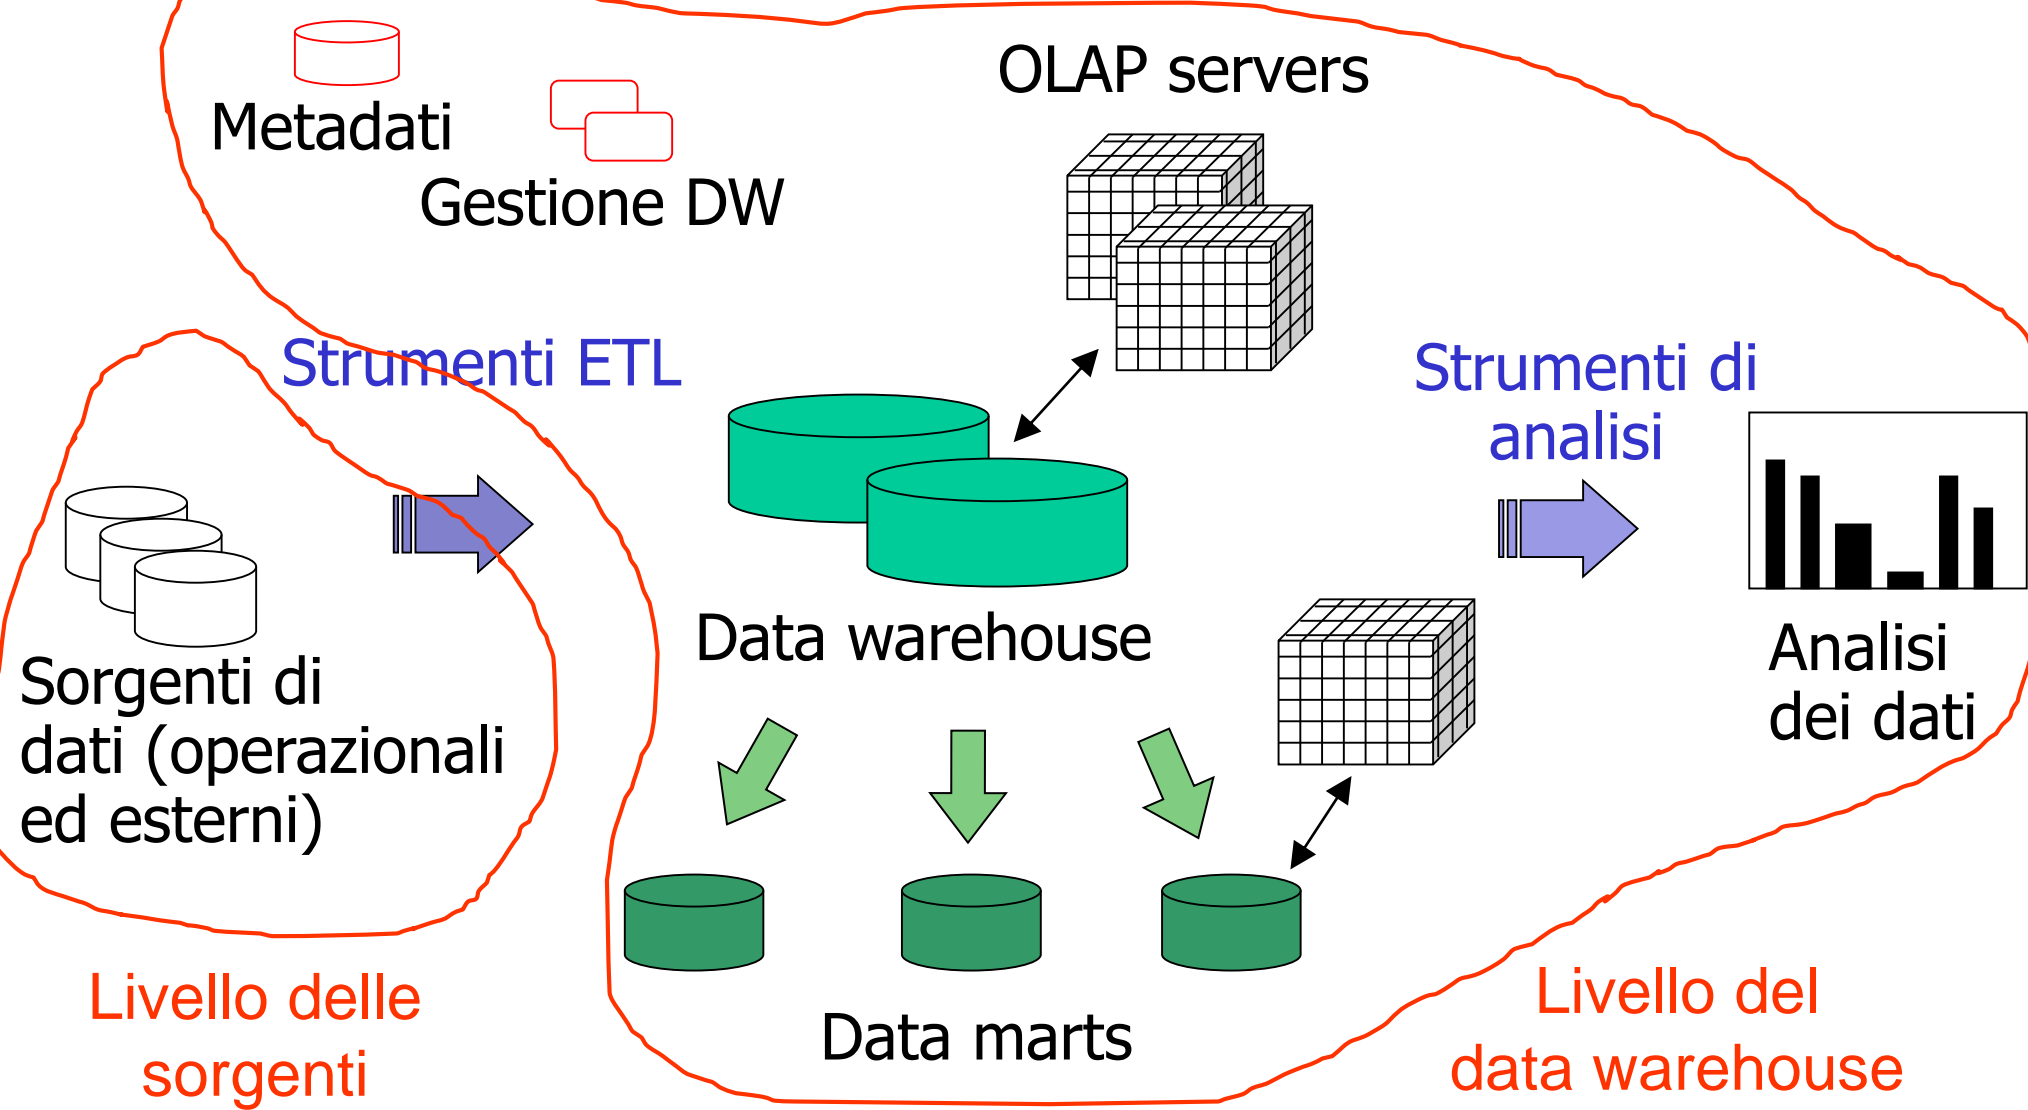 OLAP servers
Metadati
Gestione DW
Strumenti ETL
Strumenti di
analisi
Data warehouse
Sorgenti di
dati (operazionali
ed esterni)
Analisi
dei dati
Data marts
Livello delle
sorgenti
Livello del
data warehouse